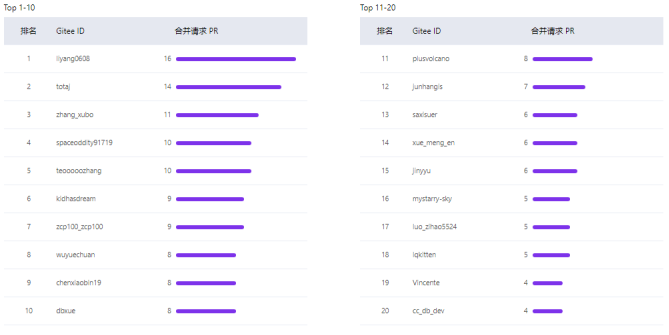 Top 1-10
排名 Gitee ID 合并请求 PR
1 liyang0608 16
2 totaj 14
3 zhang_xubo 11
4 spaceoddity91719 10
5 teooooozhang 10
6 kidhasdream 9
7 zcp100_zcp100 9
8 wuyuechuan 8
9 chenxiaobin19 8
10 dbxue 8
Top 11-20
排名 Gitee ID 合并请求 PR
11 plusvolcano 8
12 junhangis 7
13 saxisuer 6
14 xue_meng_en 6
15 jinyyu 6
16 mystarry-sky 5
17 luo_zihao5524 5
18 lqkitten 5
19 Vincente 4
20 cc_db_dev 4